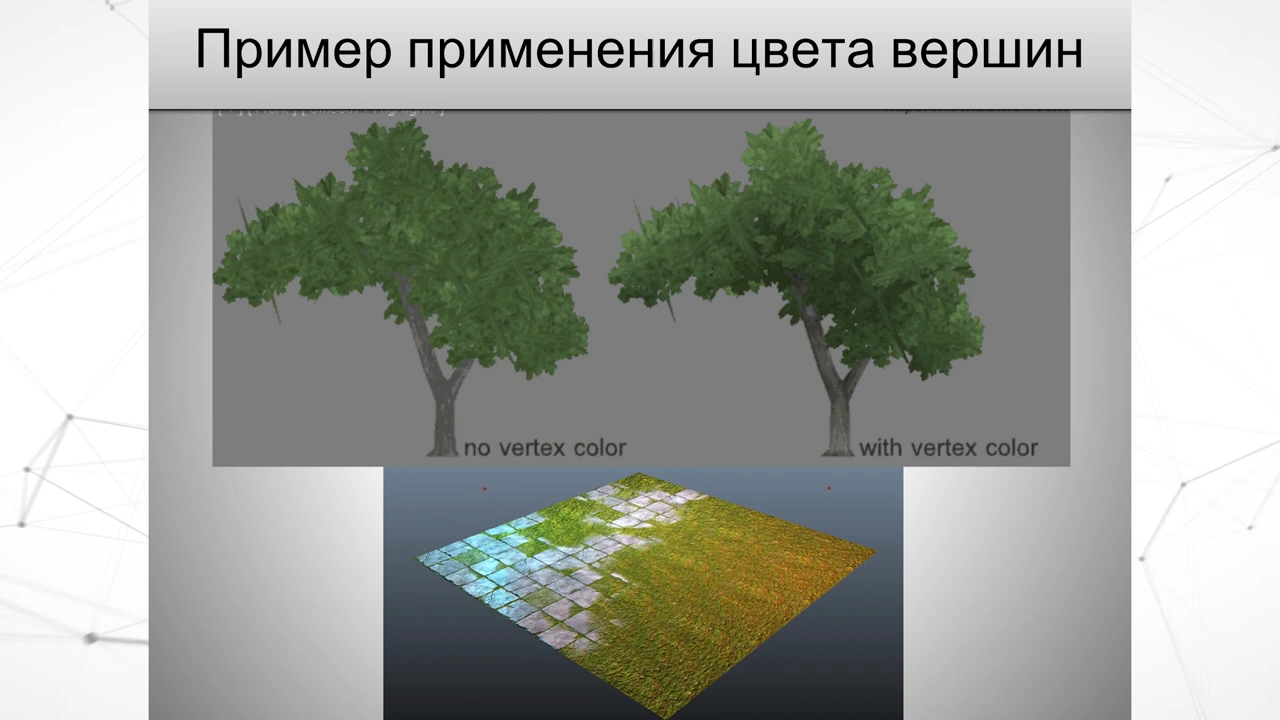 Пример применения цвета вершин
no vertex color
with vertex color